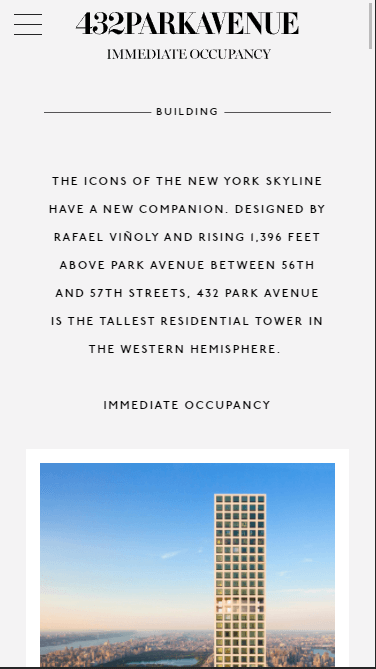 432PARKAVENUE
IMMEDIATE OCCUPANCY
BUILDING
THE ICONS OF THE NEW YORK SKYLINE
HAVE A NEW COMPANION. DESIGNED BY
RAFAEL VIÑOLY AND RISING 1,396 FEET
ABOVE PARK AVENUE BETWEEN 56TH
AND 57TH STREETS, 432 PARK AVENUE
IS THE TALLEST RESIDENTIAL TOWER IN
THE WESTERN HEMISPHERE.
IMMEDIATE OCCUPANCY